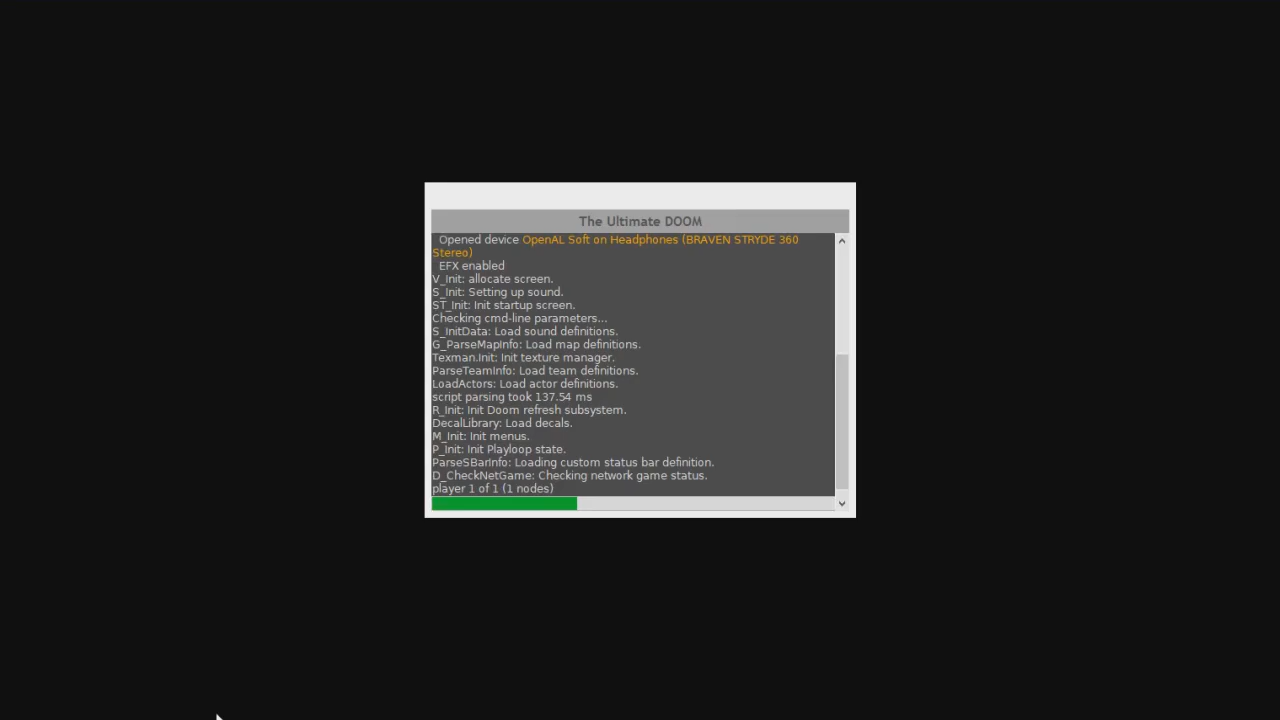 The Ultimate DOOM
Opened device OpenAL Soft on Headphones (BRAVEN STRYDE 360
Stereo)
EFX enabled
V_Init: allocate screen.
S_Init: Setting up sound.
ST_Init: Init startup screen.
Checking cmd-line parameters...
S_InitData: Load sound definitions.
G_ParseMapInfo: Load map definitions.
Texman.Init: Init texture manager.
ParseTeamInfo: Load team definitions.
LoadActors: Load actor definitions.
script parsing took 137.54 ms
R_Init: Init Doom refresh subsystem.
DecalLibrary: Load decals.
M_Init: Init menus.
P_Init: Init Playloop state.
ParseSBarInfo: Loading custom status bar definition.
D_CheckNetGame: Checking network game status.
player 1 of 1 (1 nodes)